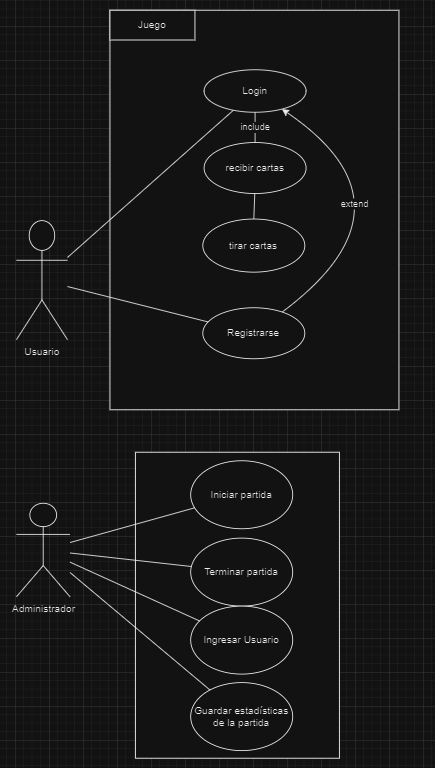 Juego
Login
include
recibir cartas
extend
tirar cartas
Registrarse
Usuario
Iniciar partida
Terminar partida
Administrador
Ingresar Usuario
Guardar estadísticas
de la partida